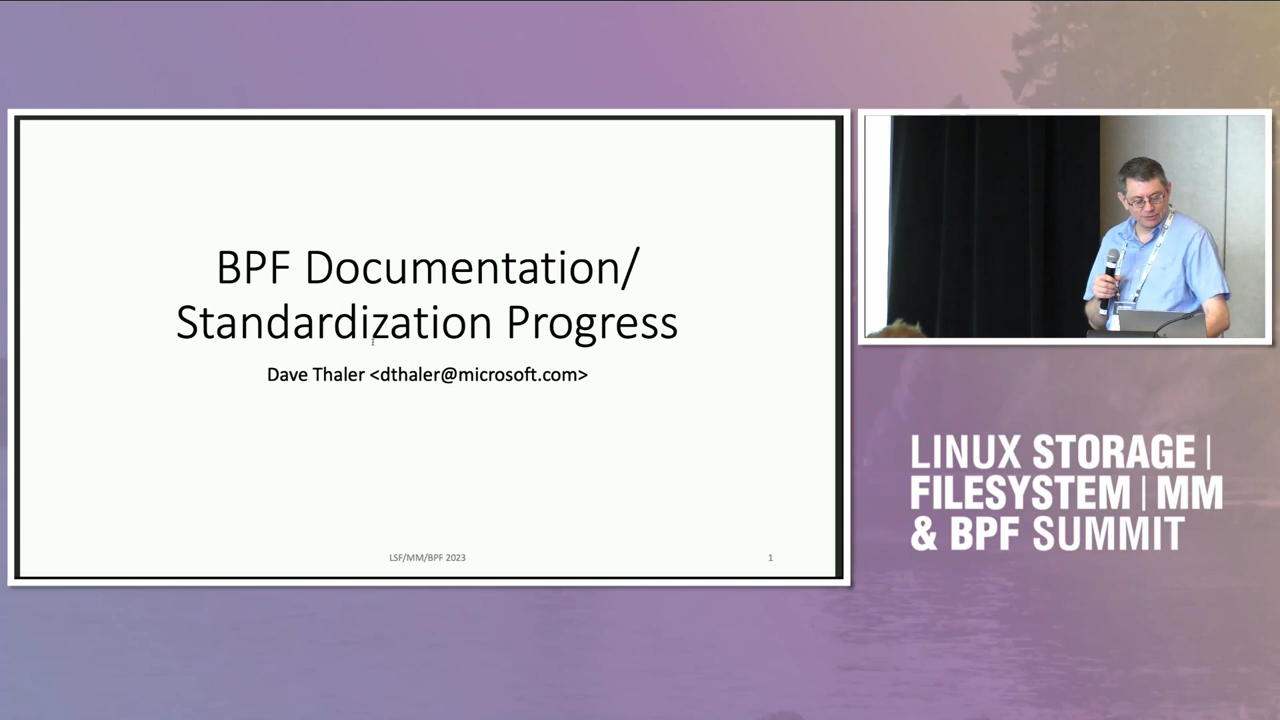 BPF Documentation/
Standardization Progress
Dave Thaler <dthaler@microsoft.com>
LSF/MM/BPF 2023
1
LINUX STORAGE |
FILESYSTEM | MM
& BPF SUMMIT